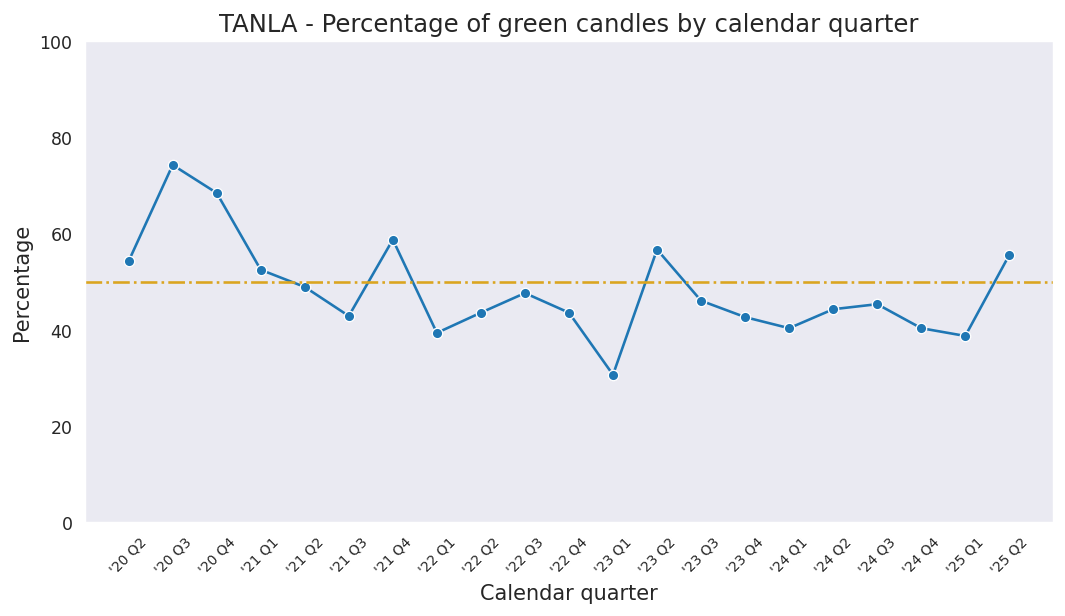 TANLA - Percentage of green candles by calendar quarter
Percentage
100
80
60
40
20
0
'20 Q2
'20 Q3
'20 Q4
'21 Q1
'21 Q2
'21 Q3
'21 Q4
'22 Q1
'22 Q2
'22 Q3
'22 Q4
'23 Q1
'23 Q2
'23 Q3
'23 Q4
'24 Q1
'24 Q2
'24 Q3
'24 Q4
'25 Q1
'25 Q2
Calendar quarter